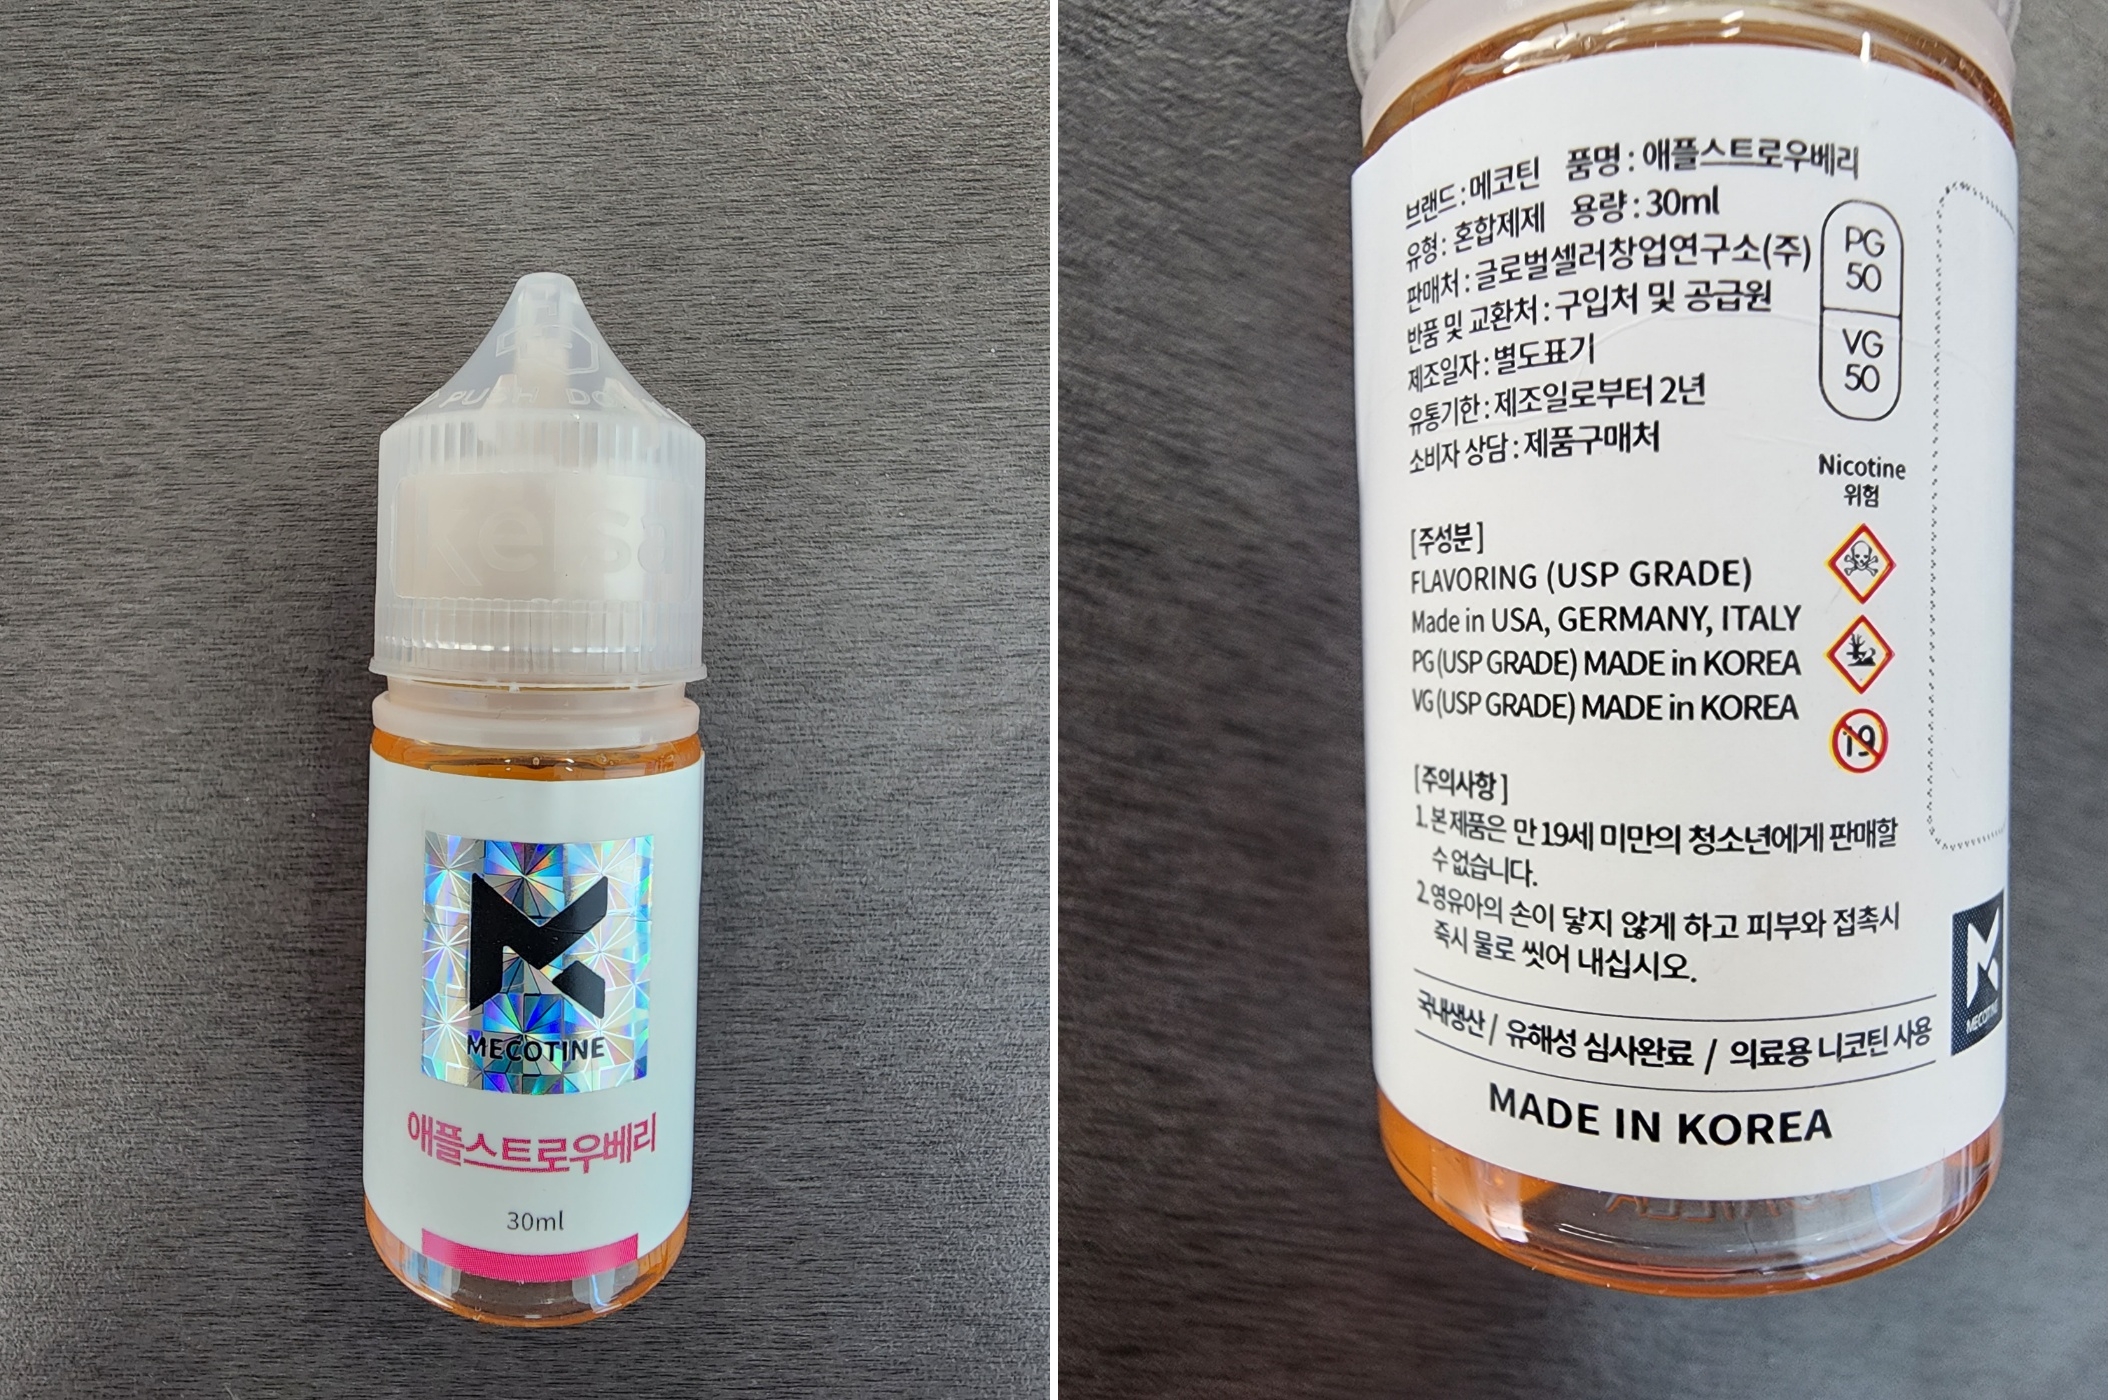 PUSH DO
Kelsa
MECOTINE
애플스트로우베리
30ml
브랜드 : 메코틴 품명 : 애플스트로우베리
유형 : 혼합제제 용량 : 30ml
판매처 : 글로벌셀러창업연구소(주)
반품 및 교환처 : 구입처 및 공급원
제조일자 : 별도표기
유통기한 : 제조일로부터 2년
소비자 상담 : 제품구매처
PG
50
VG
50
Nicotine
위험
[주성분]
FLAVORING (USP GRADE)
Made in USA, GERMANY, ITALY
PG (USP GRADE) MADE in KOREA
VG (USP GRADE) MADE in KOREA
19
[주의사항]
1. 본 제품은 만 19세 미만의 청소년에게 판매할
수 없습니다.
2. 영유아의 손이 닿지 않게 하고 피부와 접촉시
즉시 물로 씻어 내십시오.
국내생산 / 유해성 심사완료 / 의료용 니코틴 사용
MECOTINE
MADE IN KOREA